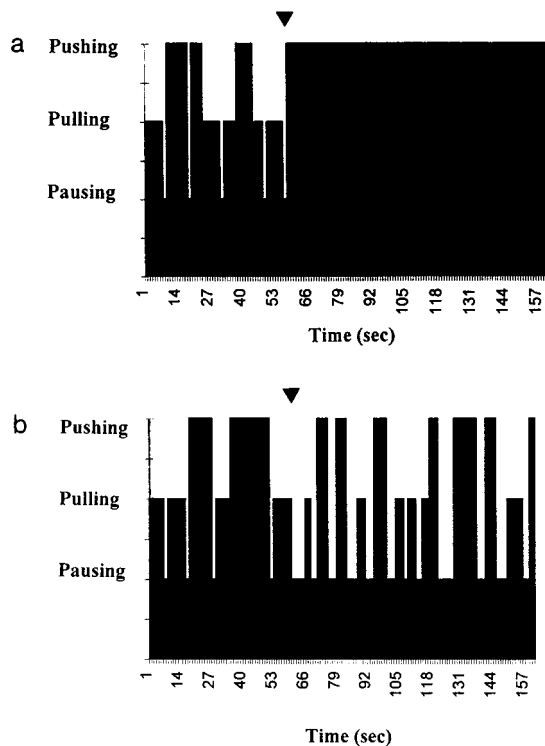 a
Pushing
Pulling
Pausing
1 14 27 40 53 66 79 92 105 118 131 144 157
Time (sec)
b
Pushing
Pulling
Pausing
1 14 27 40 53 66 79 92 105 118 131 144 157
Time (sec)